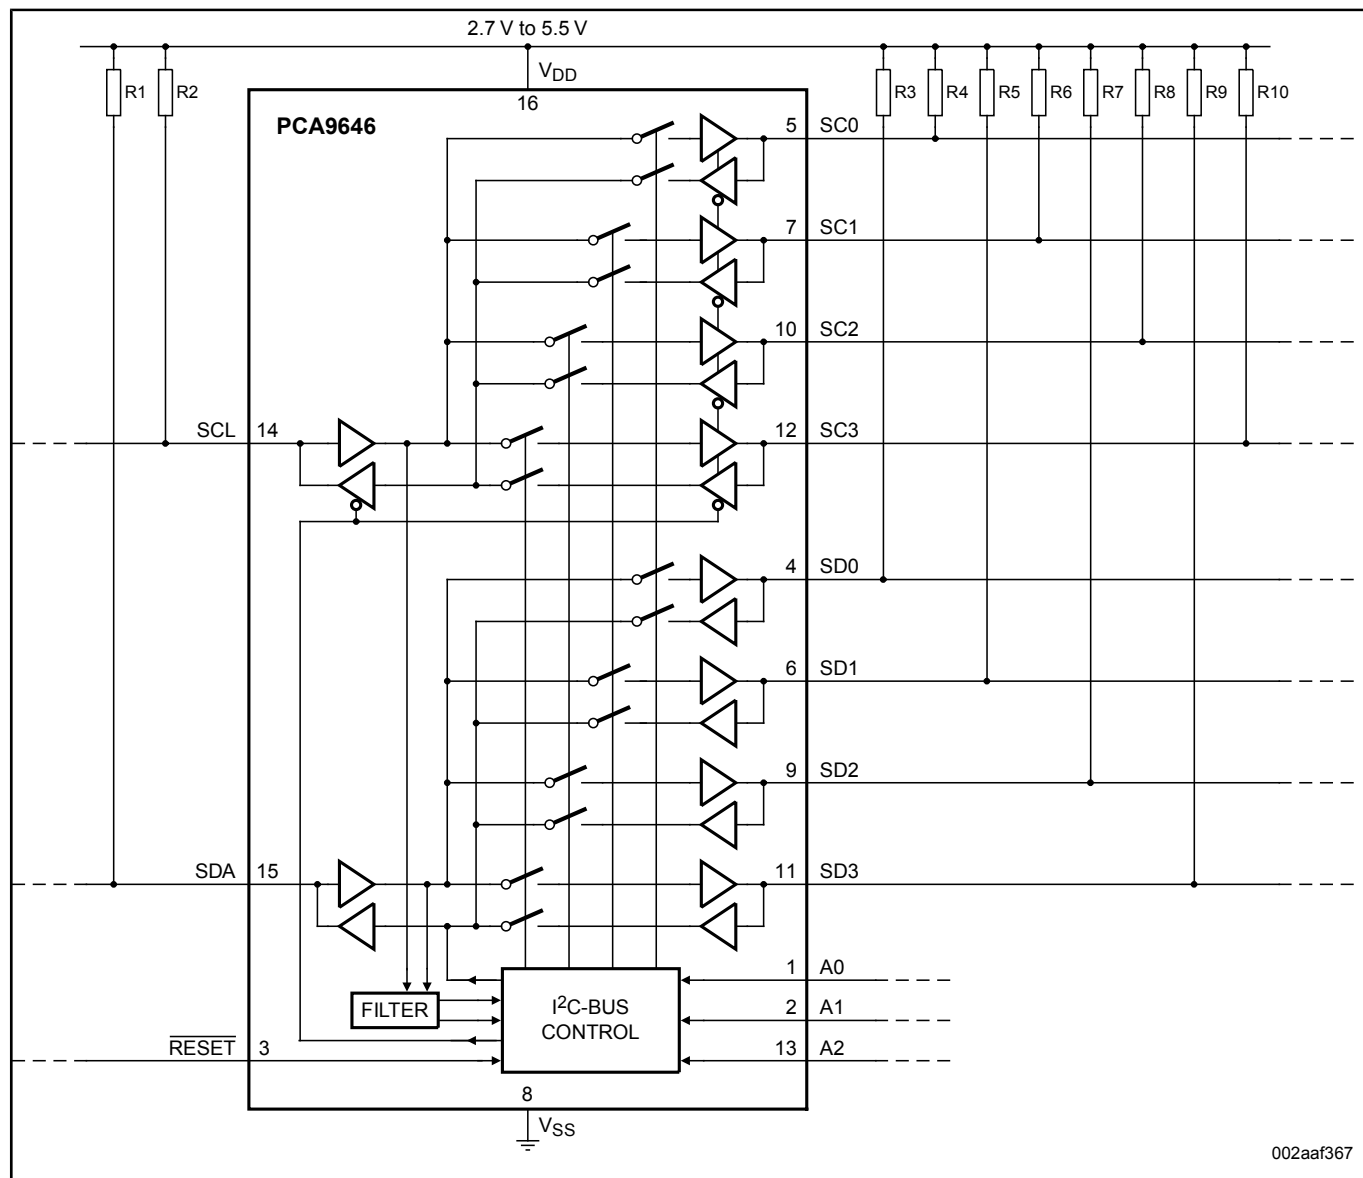 2.7 V to 5.5 V
R1
R2
VDD
16
R3
R4
R5
R6
R7
R8
R9
R10
PCA9646
5 SC0
7 SC1
10 SC2
SCL 14
12 SC3
4 SD0
6 SD1
9 SD2
SDA 15
11 SD3
1 A0
FILTER
I2C-BUS
CONTROL
2 A1
RESET 3
13 A2
8
VSS
002aaf367